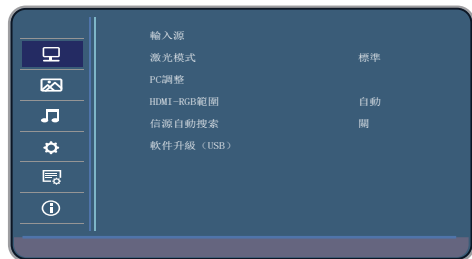 輸入源
激光模式 標準
PC調整
HDMI-RGB範圍 自動
信源自動搜索 關
軟件升級（USB）